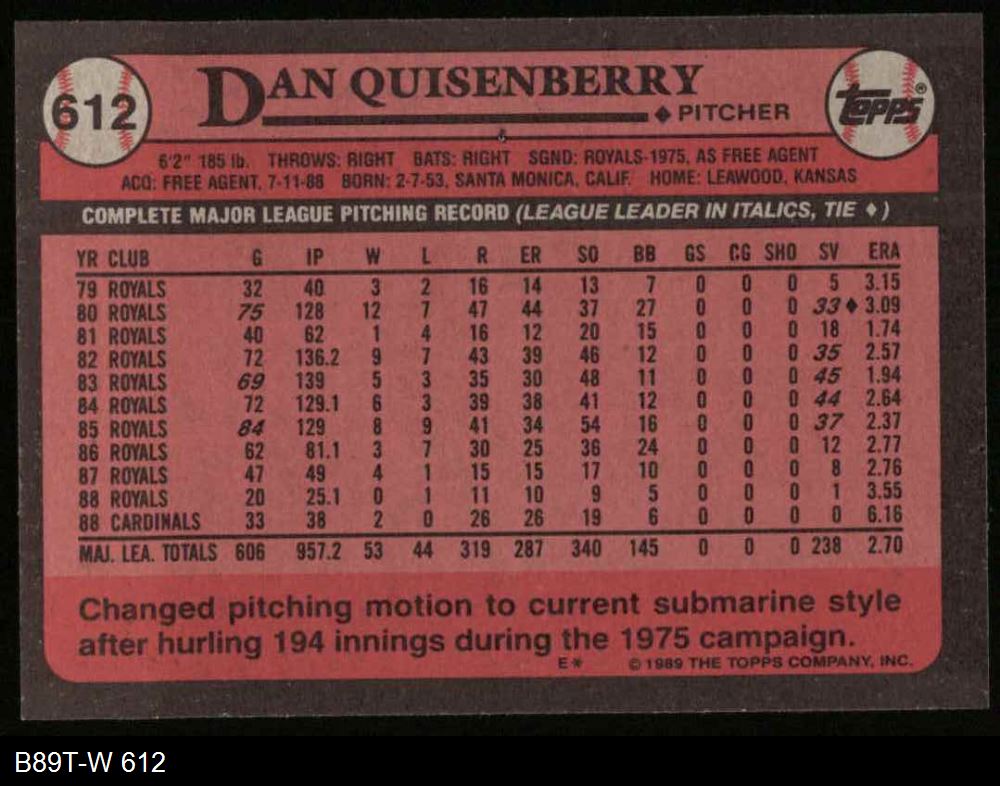 612
DAN QUISENBERRY
◆ PITCHER
TOPPS®
6'2" 185 lb. THROWS: RIGHT BATS: RIGHT SGND: ROYALS-1975, AS FREE AGENT
ACQ: FREE AGENT, 7-11-88 BORN: 2-7-53, SANTA MONICA, CALIF. HOME: LEAWOOD, KANSAS
COMPLETE MAJOR LEAGUE PITCHING RECORD (LEAGUE LEADER IN ITALICS, TIE ♦)
YR CLUB G IP W L R ER SO BB GS CG SHO SV ERA
79 ROYALS 32 40 3 2 16 14 13 7 0 0 0 5 3.15
80 ROYALS 75 128 12 7 47 44 37 27 0 0 0 33♦ 3.09
81 ROYALS 40 62 1 4 16 12 20 15 0 0 0 18 1.74
82 ROYALS 72 136.2 9 7 43 39 46 12 0 0 0 35 2.57
83 ROYALS 69 139 5 3 35 30 48 11 0 0 0 45 1.94
84 ROYALS 72 129.1 6 3 39 38 41 12 0 0 0 44 2.64
85 ROYALS 84 129 8 9 41 34 54 16 0 0 0 37 2.37
86 ROYALS 62 81.1 3 7 30 25 36 24 0 0 0 12 2.77
87 ROYALS 47 49 4 1 15 15 17 10 0 0 0 8 2.76
88 ROYALS 20 25.1 0 1 11 10 9 5 0 0 0 1 3.55
88 CARDINALS 33 38 2 0 26 26 19 6 0 0 0 0 6.16
MAJ. LEA. TOTALS 606 957.2 53 44 319 287 340 145 0 0 0 238 2.70
Changed pitching motion to current submarine style
after hurling 194 innings during the 1975 campaign.
E* © 1989 THE TOPPS COMPANY, INC.
B89T-W 612